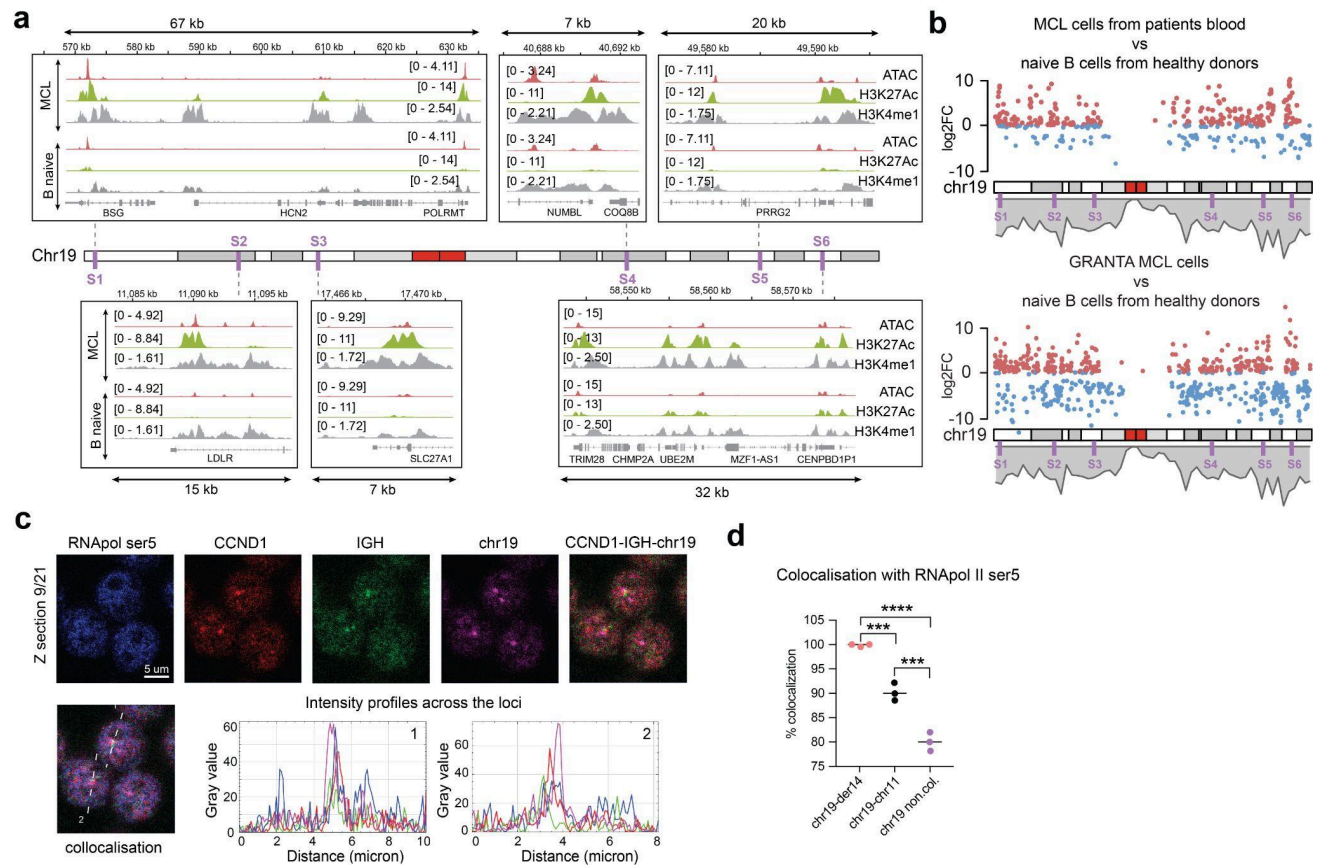 a
67 kb
570 kb 580 kb 590 kb 600 kb 610 kb 620 kb 630 kb
MCL
[0 - 4.11]
[0 - 14]
[0 - 2.54]
B naive
[0 - 4.11]
[0 - 14]
[0 - 2.54]
BSG HCN2 POLRMT
7 kb
40,688 kb 40,692 kb
[0 - 3.24]
[0 - 11]
[0 - 2.21]
[0 - 3.24]
[0 - 11]
[0 - 2.21]
NUMBL COQ8B
20 kb
49,580 kb 49,590 kb
[0 - 7.11] ATAC
[0 - 12] H3K27Ac
[0 - 1.75] H3K4me1
[0 - 7.11] ATAC
[0 - 12] H3K27Ac
[0 - 1.75] H3K4me1
PRRG2
S2 S3 S6
Chr19
S1 S4 S5
11,085 kb 11,090 kb 11,095 kb
MCL
[0 - 4.92]
[0 - 8.84]
[0 - 1.61]
B naive
[0 - 4.92]
[0 - 8.84]
[0 - 1.61]
LDLR
15 kb
17,466 kb 17,470 kb
[0 - 9.29]
[0 - 11]
[0 - 1.72]
[0 - 9.29]
[0 - 11]
[0 - 1.72]
SLC27A1
7 kb
58,550 kb 58,560 kb 58,570 kb
[0 - 15] ATAC
[0 - 13] H3K27Ac
[0 - 2.50] H3K4me1
[0 - 15] ATAC
[0 - 13] H3K27Ac
[0 - 2.50] H3K4me1
TRIM28 CHMP2A UBE2M MZF1-AS1 CENPBD1P1
32 kb
b
MCL cells from patients blood
vs
naive B cells from healthy donors
10
0
-10
log2FC
chr19
S1 S2 S3 S4 S5 S6
GRANTA MCL cells
vs
naive B cells from healthy donors
10
0
-10
log2FC
chr19
S1 S2 S3 S4 S5 S6
c
RNApol ser5 CCND1 IGH chr19 CCND1-IGH-chr19
Z section 9/21
5 um
2
collocalisation
Intensity profiles across the loci
1
Gray value
60
40
20
0
0 2 4 6 8 10
Distance (micron)
2
Gray value
60
40
20
0
0 2 4 6 8
Distance (micron)
d
Colocalisation with RNApol II ser5
****
***
***
% colocalization
105
100
95
90
85
80
75
chr19-der14
chr19-chr11
chr19 non.col.